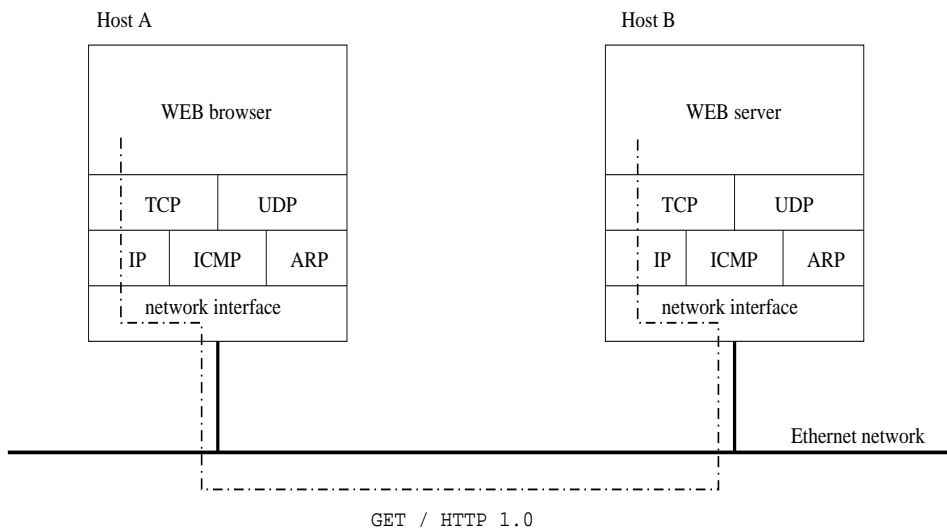 Host A
Host B
WEB browser
WEB server
TCP
UDP
TCP
UDP
IP
ICMP
ARP
IP
ICMP
ARP
network interface
network interface
Ethernet network
GET / HTTP 1.0